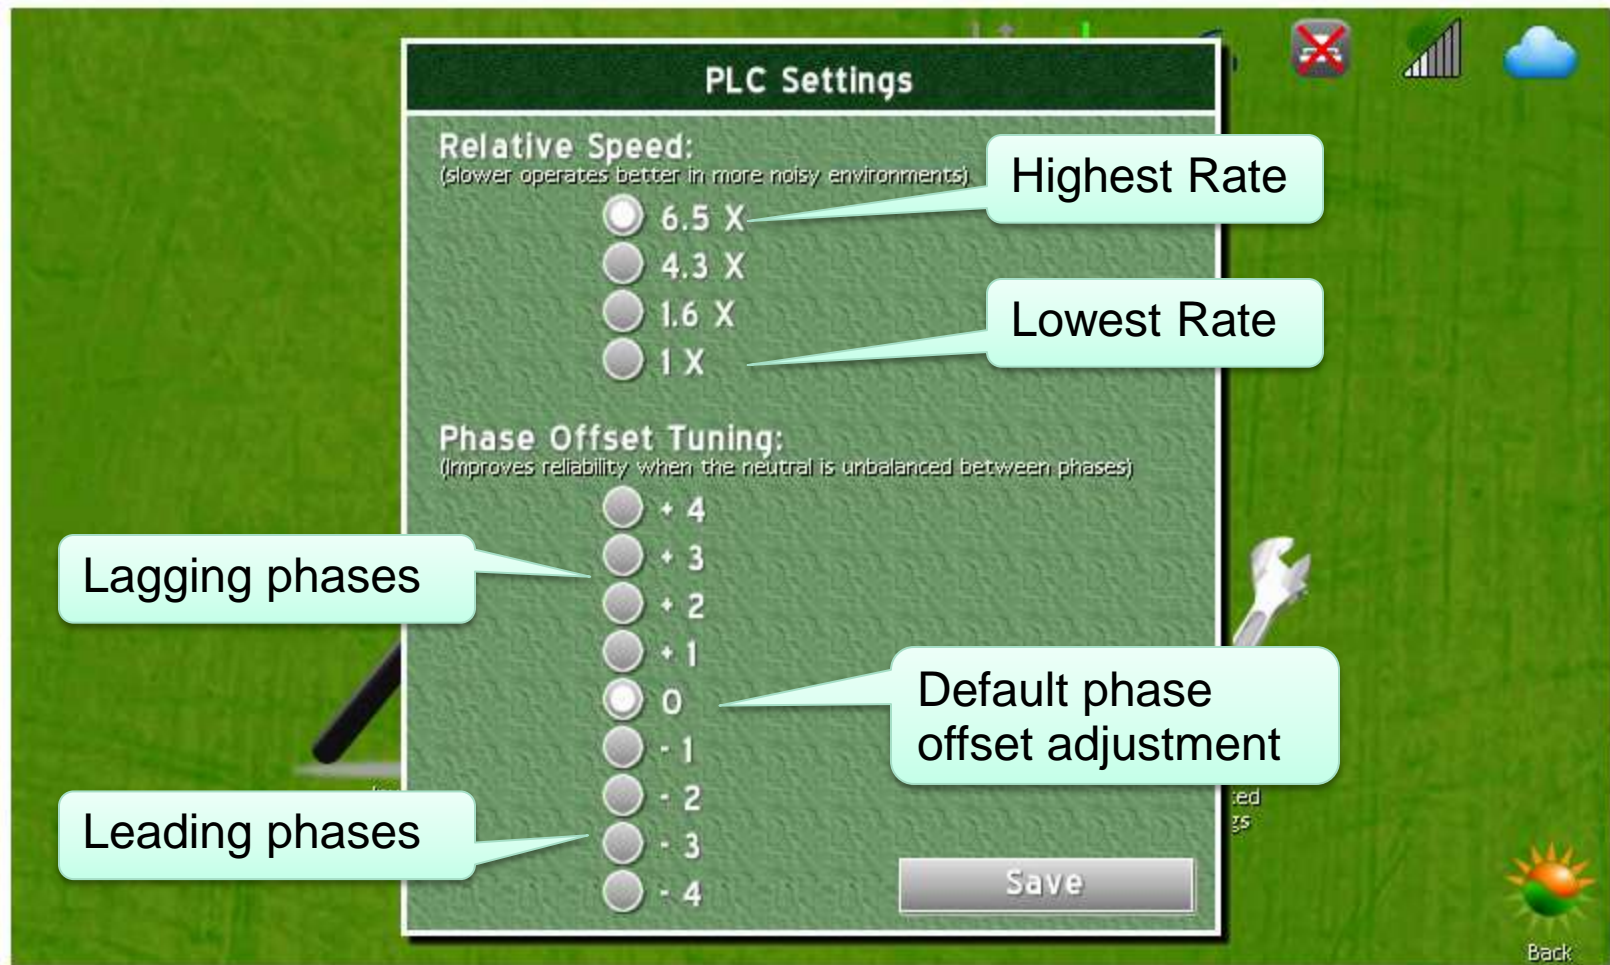 PLC Settings
Relative Speed:
(slower operates better in more noisy environments)
Highest Rate
6.5 X
4.3 X
1.6 X
Lowest Rate
1 X
Phase Offset Tuning:
(Improves reliability when the neutral is unbalanced between phases)
+ 4
+ 3
Lagging phases
+ 2
+ 1
0
Default phase
offset adjustment
- 1
- 2
Leading phases
- 3
- 4
Save
Back